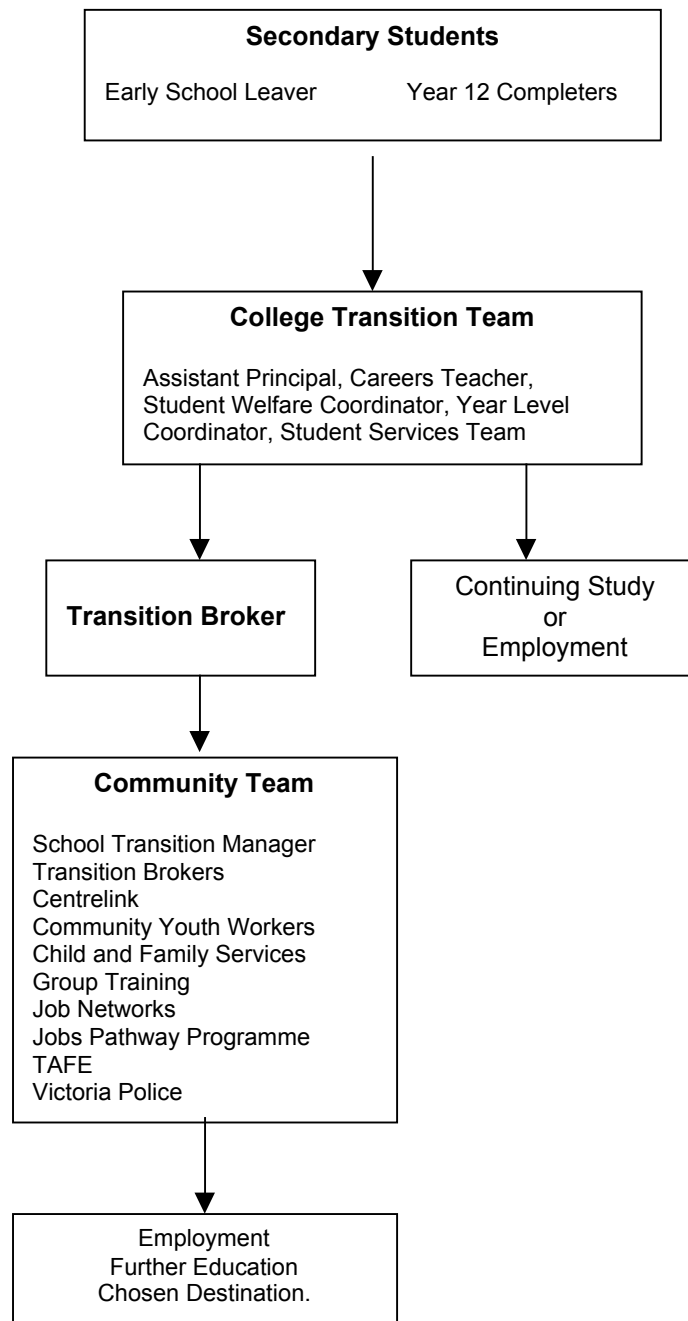 Secondary Students
Early School Leaver Year 12 Completers
College Transition Team
Assistant Principal, Careers Teacher,
Student Welfare Coordinator, Year Level
Coordinator, Student Services Team
Transition Broker
Continuing Study
or
Employment
Community Team
School Transition Manager
Transition Brokers
Centrelink
Community Youth Workers
Child and Family Services
Group Training
Job Networks
Jobs Pathway Programme
TAFE
Victoria Police
Employment
Further Education
Chosen Destination.